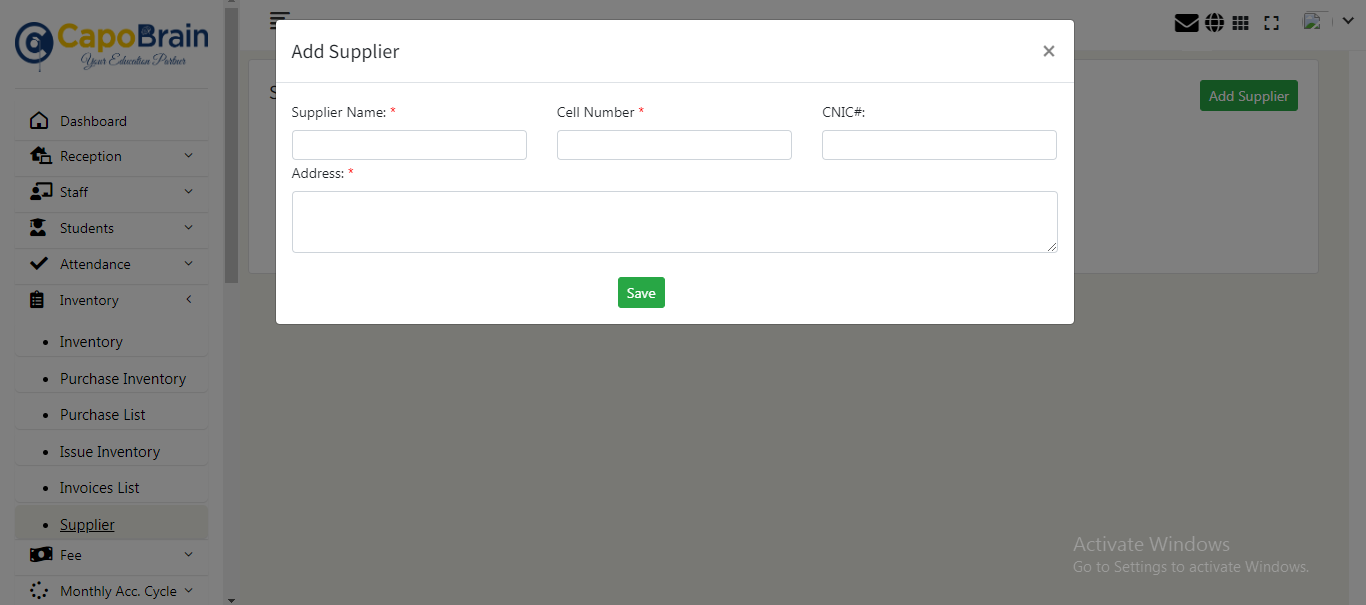 CapoBrain
Your Education Partner
Dashboard
Reception
Staff
Students
Attendance
Inventory
Inventory
Purchase Inventory
Purchase List
Issue Inventory
Invoices List
Supplier
Fee
Monthly Acc. Cycle
Add Supplier
Add Supplier ×
Supplier Name: * Cell Number * CNIC#:
Address: *
Save
Activate Windows
Go to Settings to activate Windows.